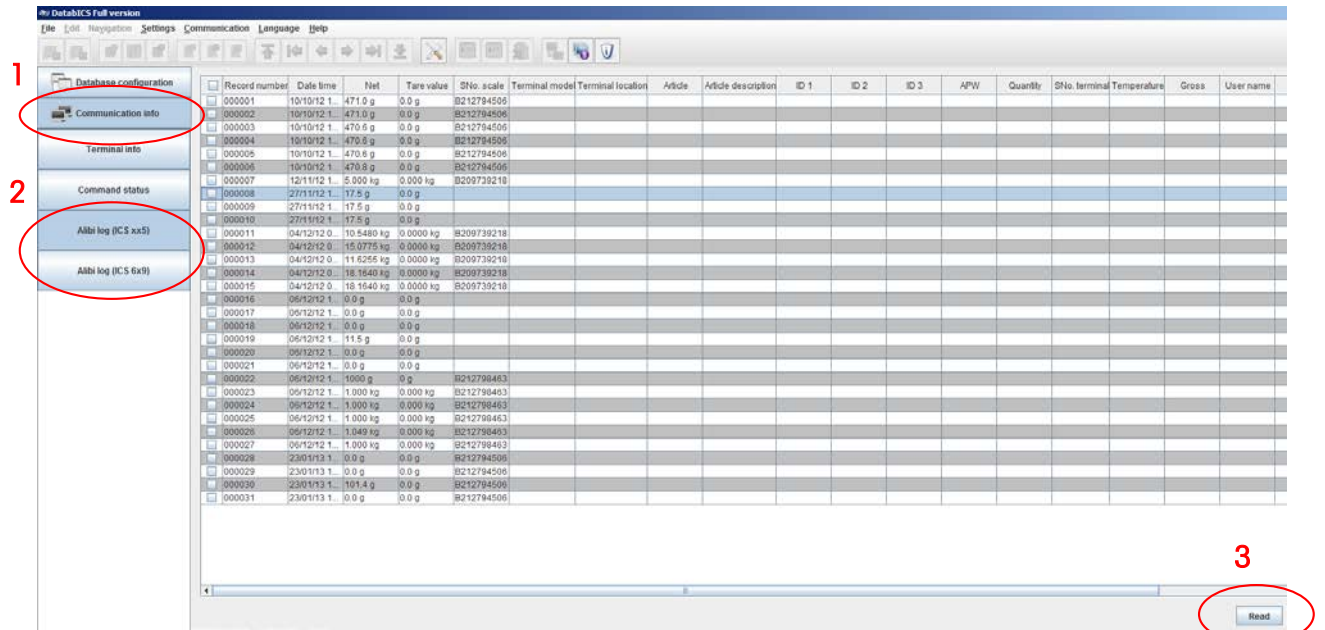 DatabICS Full version
File Edit Navigation Settings Communication Language Help
1
Database configuration
Communication info
Terminal info
2
Command status
Alibi log (ICS xx5)
Alibi log (ICS 6x9)
Record number Date time Net Tare value SNo. scale Terminal model Terminal location Article Article description ID 1 ID 2 ID 3 APW Quantity SNo. terminal Temperature Gross User name
000001 10/10/12 1... 471.0 g 0.0 g B212794506
000002 10/10/12 1... 471.0 g 0.0 g B212794506
000003 10/10/12 1... 470.6 g 0.0 g B212794506
000004 10/10/12 1... 470.6 g 0.0 g B212794506
000005 10/10/12 1... 470.6 g 0.0 g B212794506
000006 10/10/12 1... 470.8 g 0.0 g B212794506
000007 12/11/12 1... 5.000 kg 0.000 kg B209739218
000008 27/11/12 1... 17.5 g 0.0 g
000009 27/11/12 1... 17.5 g 0.0 g
000010 27/11/12 1... 17.5 g 0.0 g
000011 04/12/12 0... 10.5480 kg 0.0000 kg B209739218
000012 04/12/12 0... 15.0775 kg 0.0000 kg B209739218
000013 04/12/12 0... 11.6255 kg 0.0000 kg B209739218
000014 04/12/12 0... 18.1640 kg 0.0000 kg B209739218
000015 04/12/12 0... 18.1640 kg 0.0000 kg B209739218
000016 06/12/12 1... 0.0 g 0.0 g
000017 06/12/12 1... 0.0 g 0.0 g
000018 06/12/12 1... 0.0 g 0.0 g
000019 06/12/12 1... 11.5 g 0.0 g
000020 06/12/12 1... 0.0 g 0.0 g
000021 06/12/12 1... 0.0 g 0.0 g
000022 06/12/12 1... 1000 g 0 g B212798463
000023 06/12/12 1... 1.000 kg 0.000 kg B212798463
000024 06/12/12 1... 1.000 kg 0.000 kg B212798463
000025 06/12/12 1... 1.000 kg 0.000 kg B212798463
000026 06/12/12 1... 1.049 kg 0.000 kg B212798463
000027 06/12/12 1... 1.000 kg 0.000 kg B212798463
000028 23/01/13 1... 0.0 g 0.0 g B212794506
000029 23/01/13 1... 0.0 g 0.0 g B212794506
000030 23/01/13 1... 101.4 g 0.0 g B212794506
000031 23/01/13 1... 0.0 g 0.0 g B212794506
3
Read